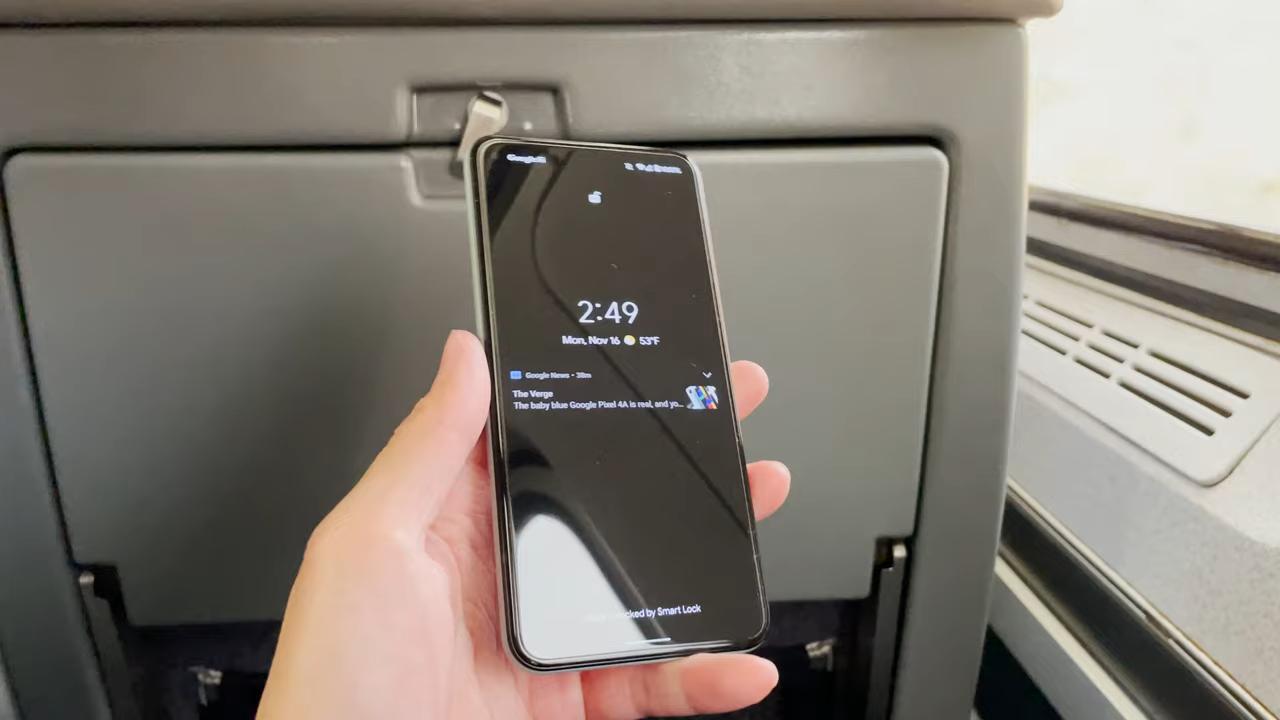 2:49
Mon, Nov 16 53°F
Google News • 38m
The Verge
The baby blue Google Pixel 4A is real, and yo...
by Smart Lock